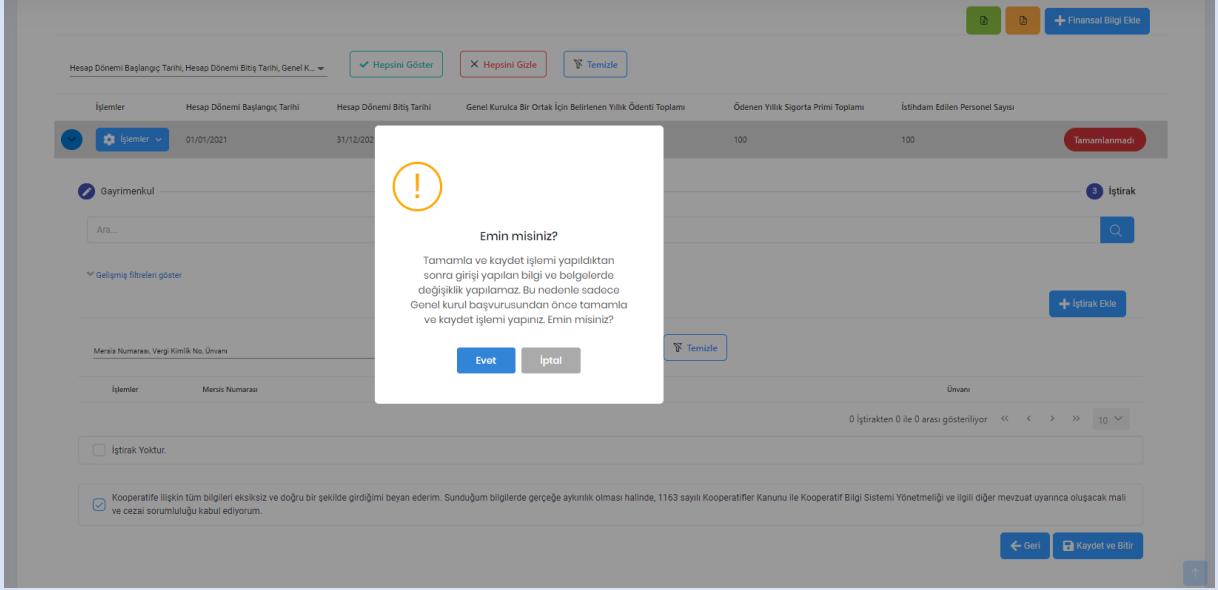 Finansal Bilgi Ekle
Hesap Dönemi Başlangıç Tarihi, Hesap Dönemi Bitiş Tarihi, Genel K...
Hepsini Göster
Hepsini Gizle
Temizle
İşlemler
Hesap Dönemi Başlangıç Tarihi
Hesap Dönemi Bitiş Tarihi
Genel Kurulca Bir Ortak İçin Belirlenen Yıllık Ödenti Toplamı
Ödenen Yıllık Sigorta Primi Toplamı
İstihdam Edilen Personel Sayısı
İşlemler
01/01/2021
31/12/202
100
100
Tamamlanmadı
Gayrimenkul
3 İştirak
Ara...
Gelişmiş filtreleri göster
İştirak Ekle
Emin misiniz?
Tamamla ve kaydet işlemi yapıldıktan
sonra girişi yapılan bilgi ve belgelerde
değişiklik yapılamaz. Bu nedenle sadece
Genel kurul başvurusundan önce tamamla
ve kaydet işlemi yapınız. Emin misiniz?
Evet
İptal
Mersis Numarası, Vergi Kimlik No, Ünvanı
Temizle
İşlemler
Mersis Numarası
Ünvanı
0 İştirakten 0 ile 0 arası gösteriliyor
10
İştirak Yoktur.
Kooperatife ilişkin tüm bilgileri eksiksiz ve doğru bir şekilde girdiğimi beyan ederim. Sunduğum bilgilerde gerçeğe aykırılık olması halinde, 1163 sayılı Kooperatifler Kanunu ile Kooperatif Bilgi Sistemi Yönetmeliği ve ilgili diğer mevzuat uyarınca oluşacak mali
ve cezai sorumluluğu kabul ediyorum.
Geri
Kaydet ve Bitir